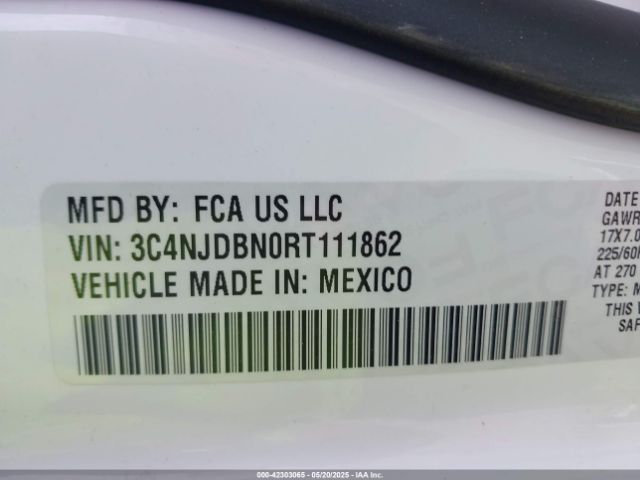 MFD BY: FCA US LLC
VIN: 3C4NJDBN0RT111862
VEHICLE MADE IN: MEXICO
DATE
GAWR
17X7.0
225/60
AT 270
TYPE: M
THIS V
SAF
000-42303065 - 05/20/2025 - IAA Inc.